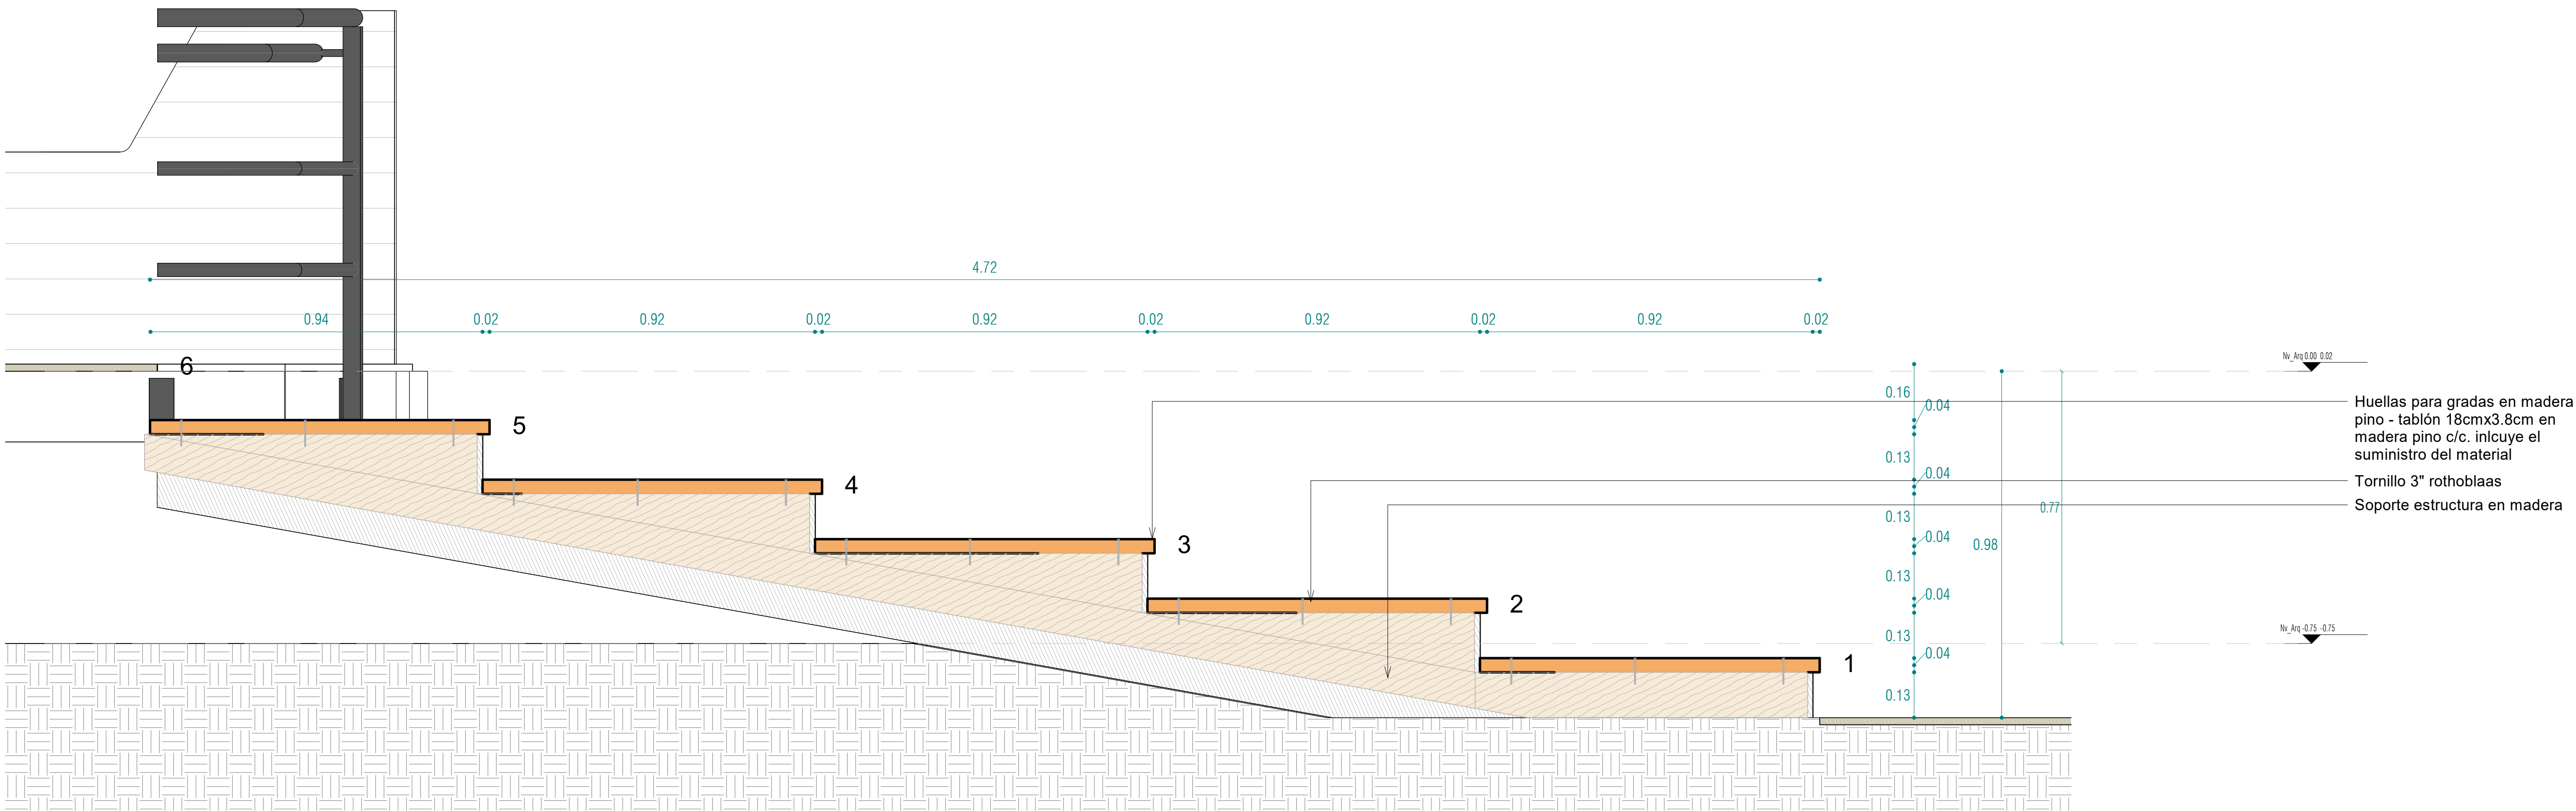 4.72
0.94 0.02 0.92 0.02 0.92 0.02 0.92 0.02 0.92 0.02
6
5
4
3
2
1
0.16
0.04
0.13
0.04
0.13
0.04
0.13
0.04
0.13
0.04
0.13
0.98
0.77
Nv_Arq 0.00 0.02
Huellas para gradas en madera
pino - tablón 18cmx3.8cm en
madera pino c/c. inlcuye el
suministro del material
Tornillo 3" rothoblaas
Soporte estructura en madera
Nv_Arq -0.75 -0.75